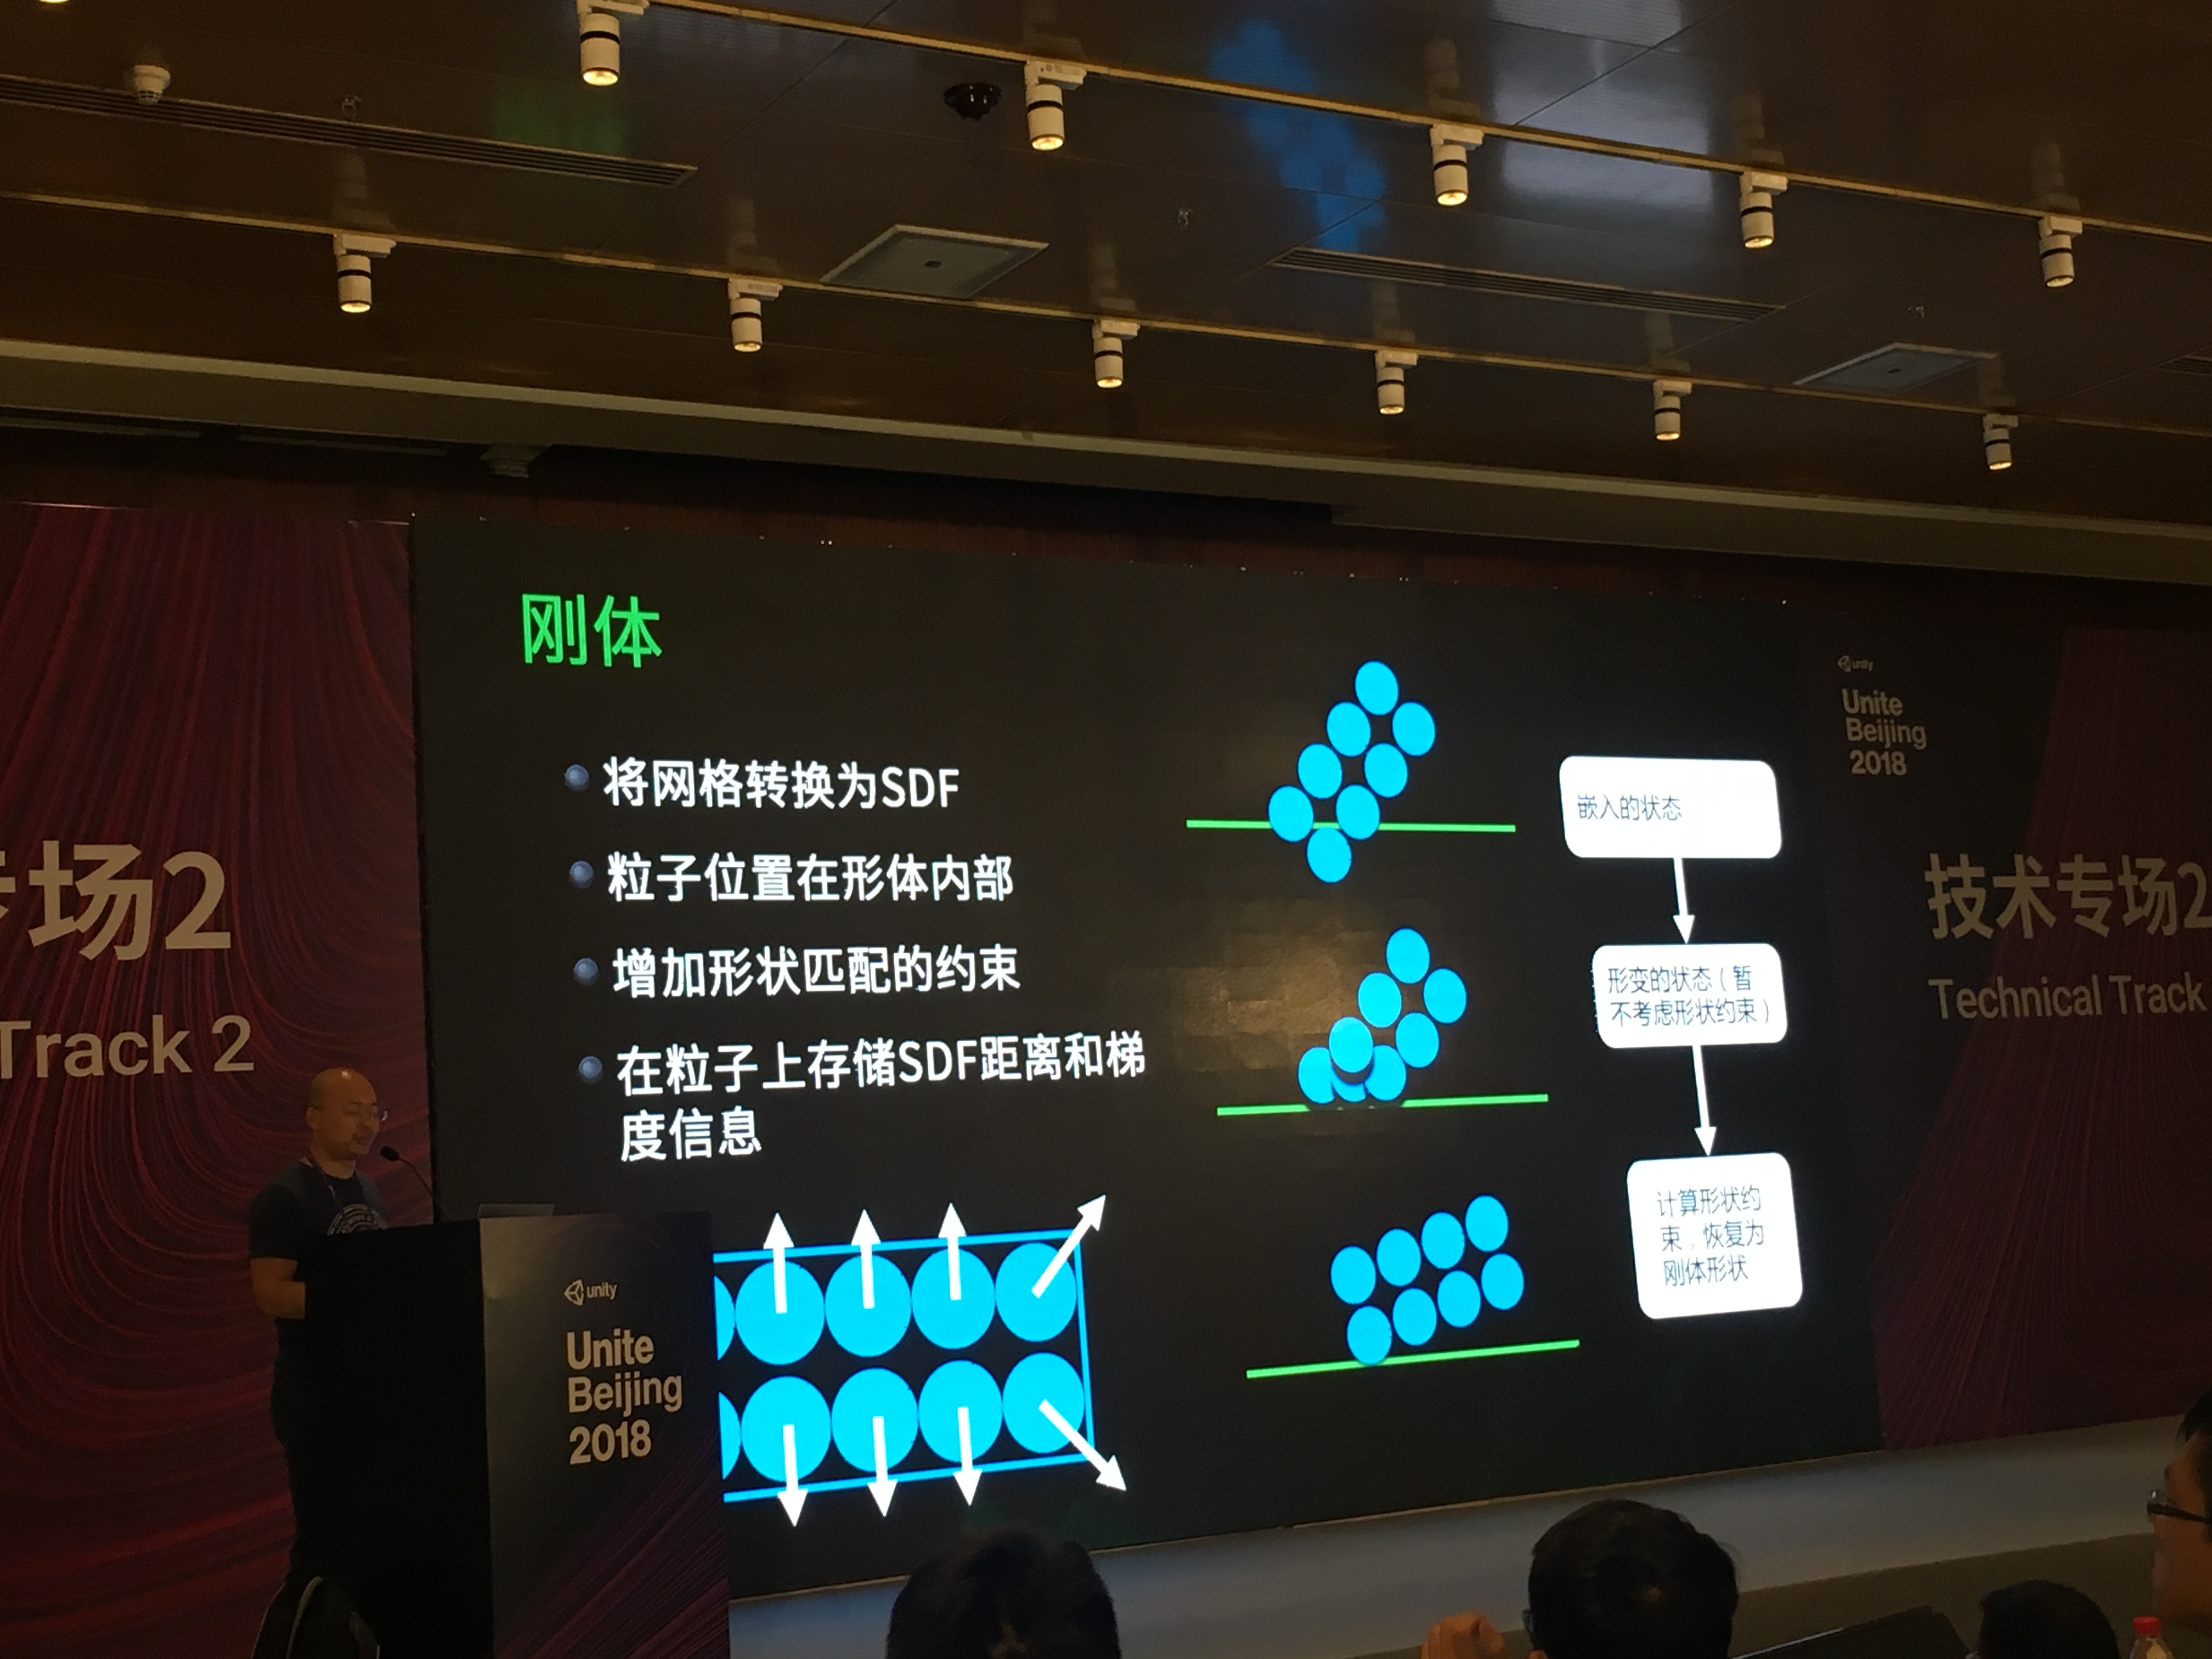 刚体
将网格转换为SDF
粒子位置在形体内部
增加形状匹配的约束
在粒子上存储SDF距离和梯
度信息
嵌入的状态
形变的状态（暂
不考虑形状约束）
计算形状约
束，恢复为
刚体形状
场2
Track 2
unity
Unite
Beijing
2018
unity
Unite
Beijing
2018
技术专场2
Technical Track